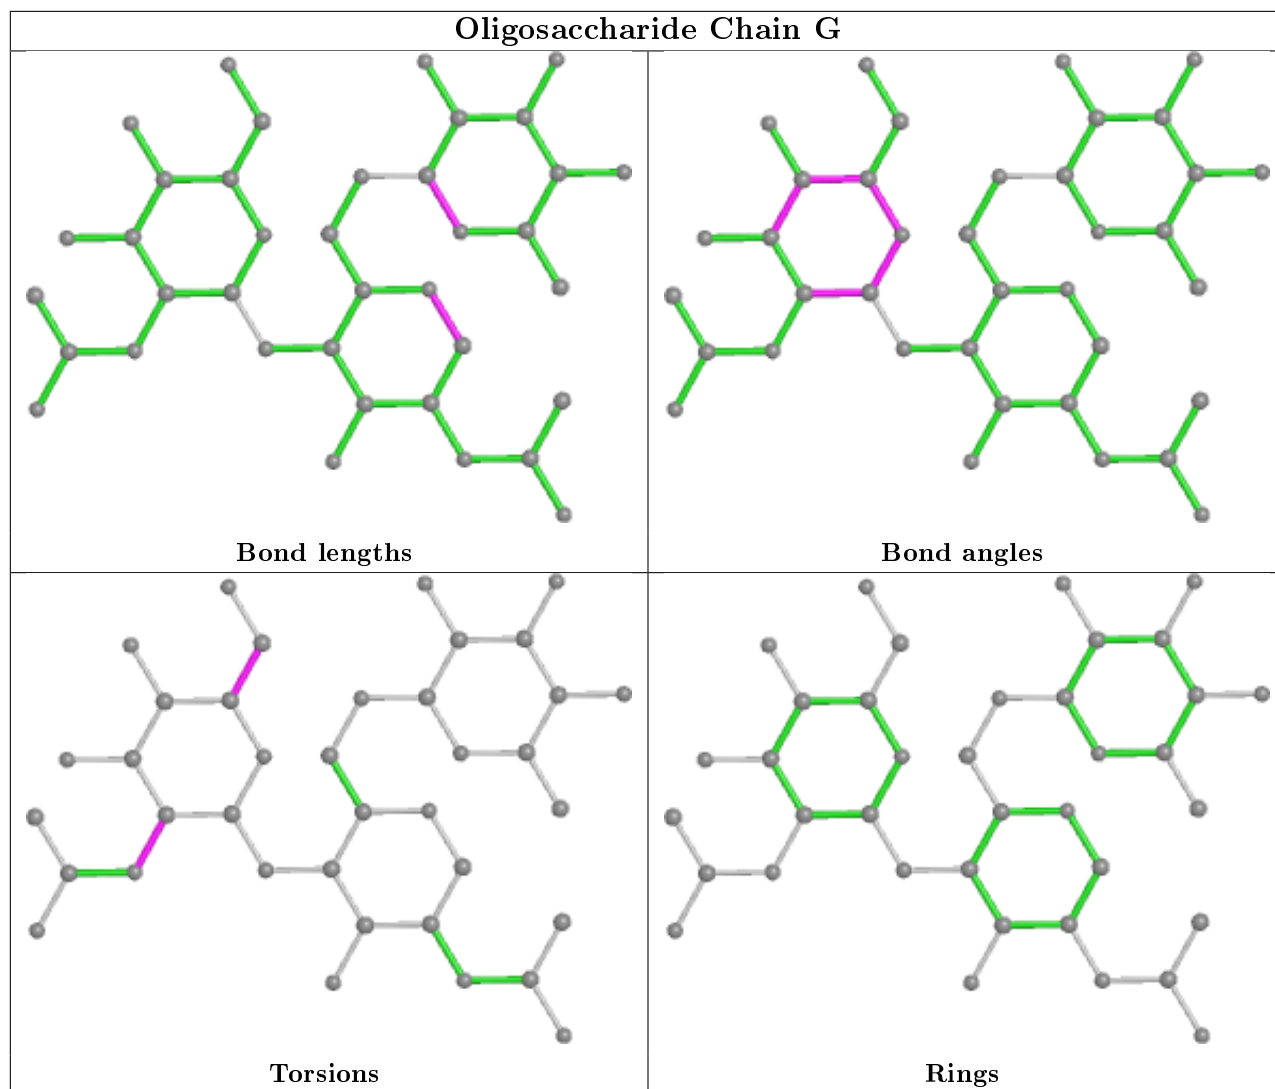 Oligosaccharide Chain G
Bond lengths
Bond angles
Torsions
Rings